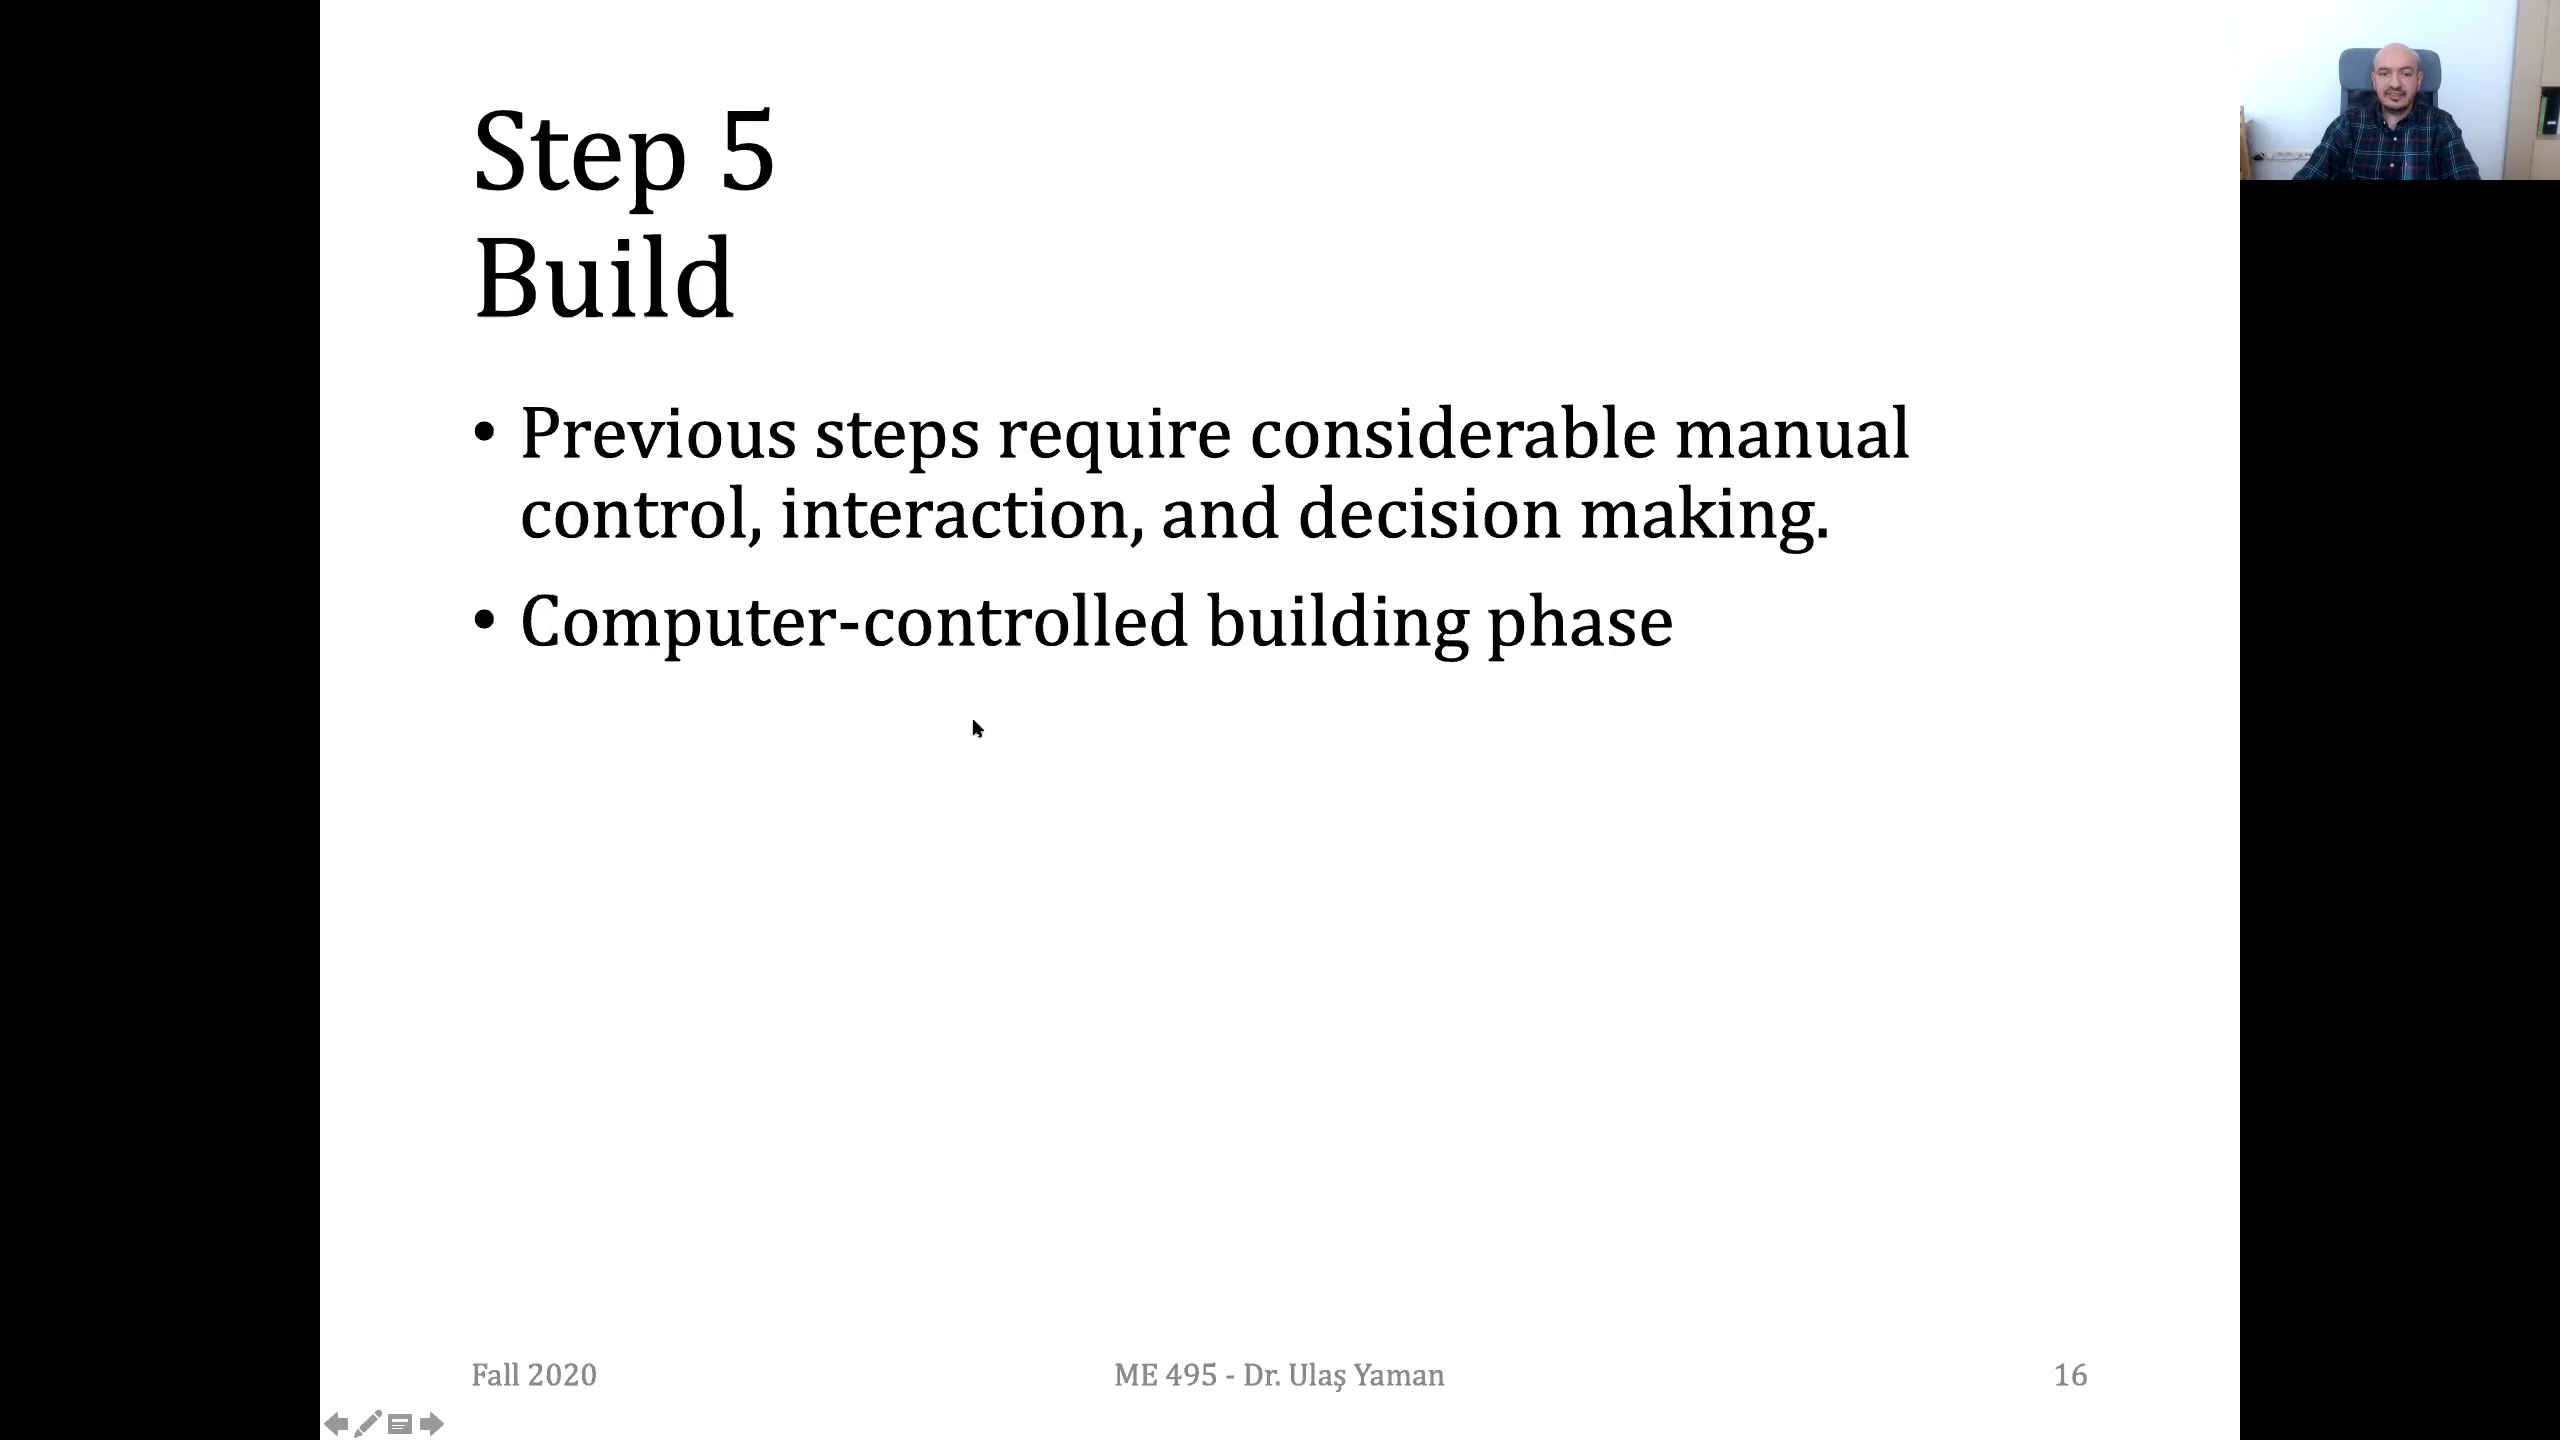 Step 5
Build
• Previous steps require considerable manual
control, interaction, and decision making.
• Computer-controlled building phase
Fall 2020
ME 495 - Dr. Ulaş Yaman
16